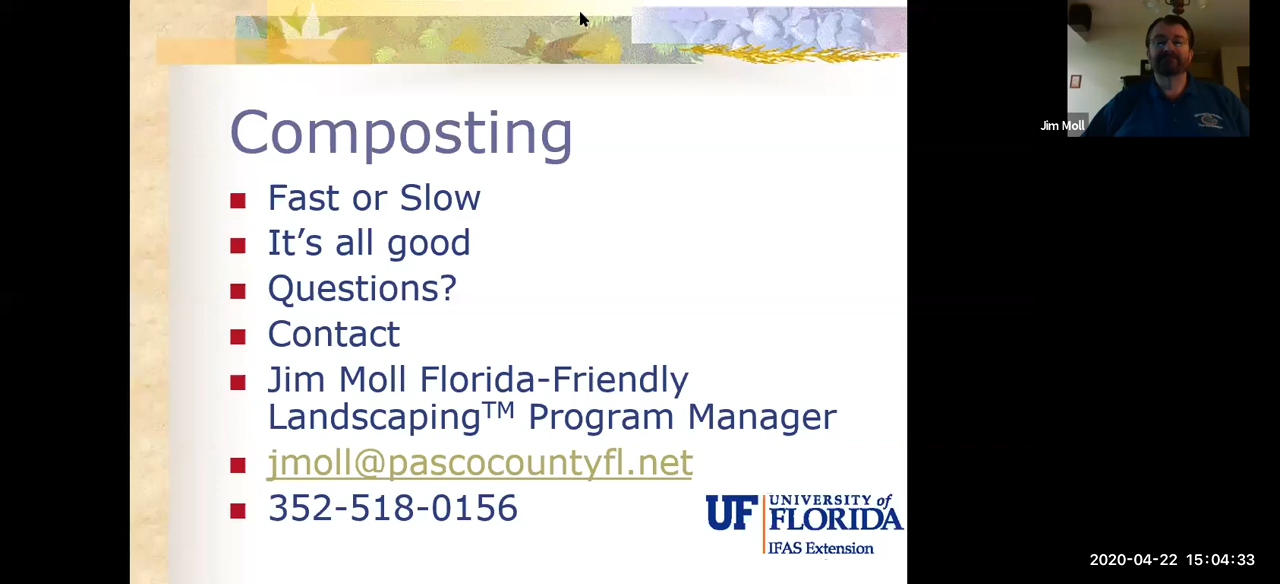 Composting
Fast or Slow
It's all good
Questions?
Contact
Jim Moll Florida-Friendly
Landscaping™ Program Manager
jmoll@pascocountyfl.net
352-518-0156
UF UNIVERSITY of
FLORIDA
IFAS Extension
Jim Moll
2020-04-22 15:04:33